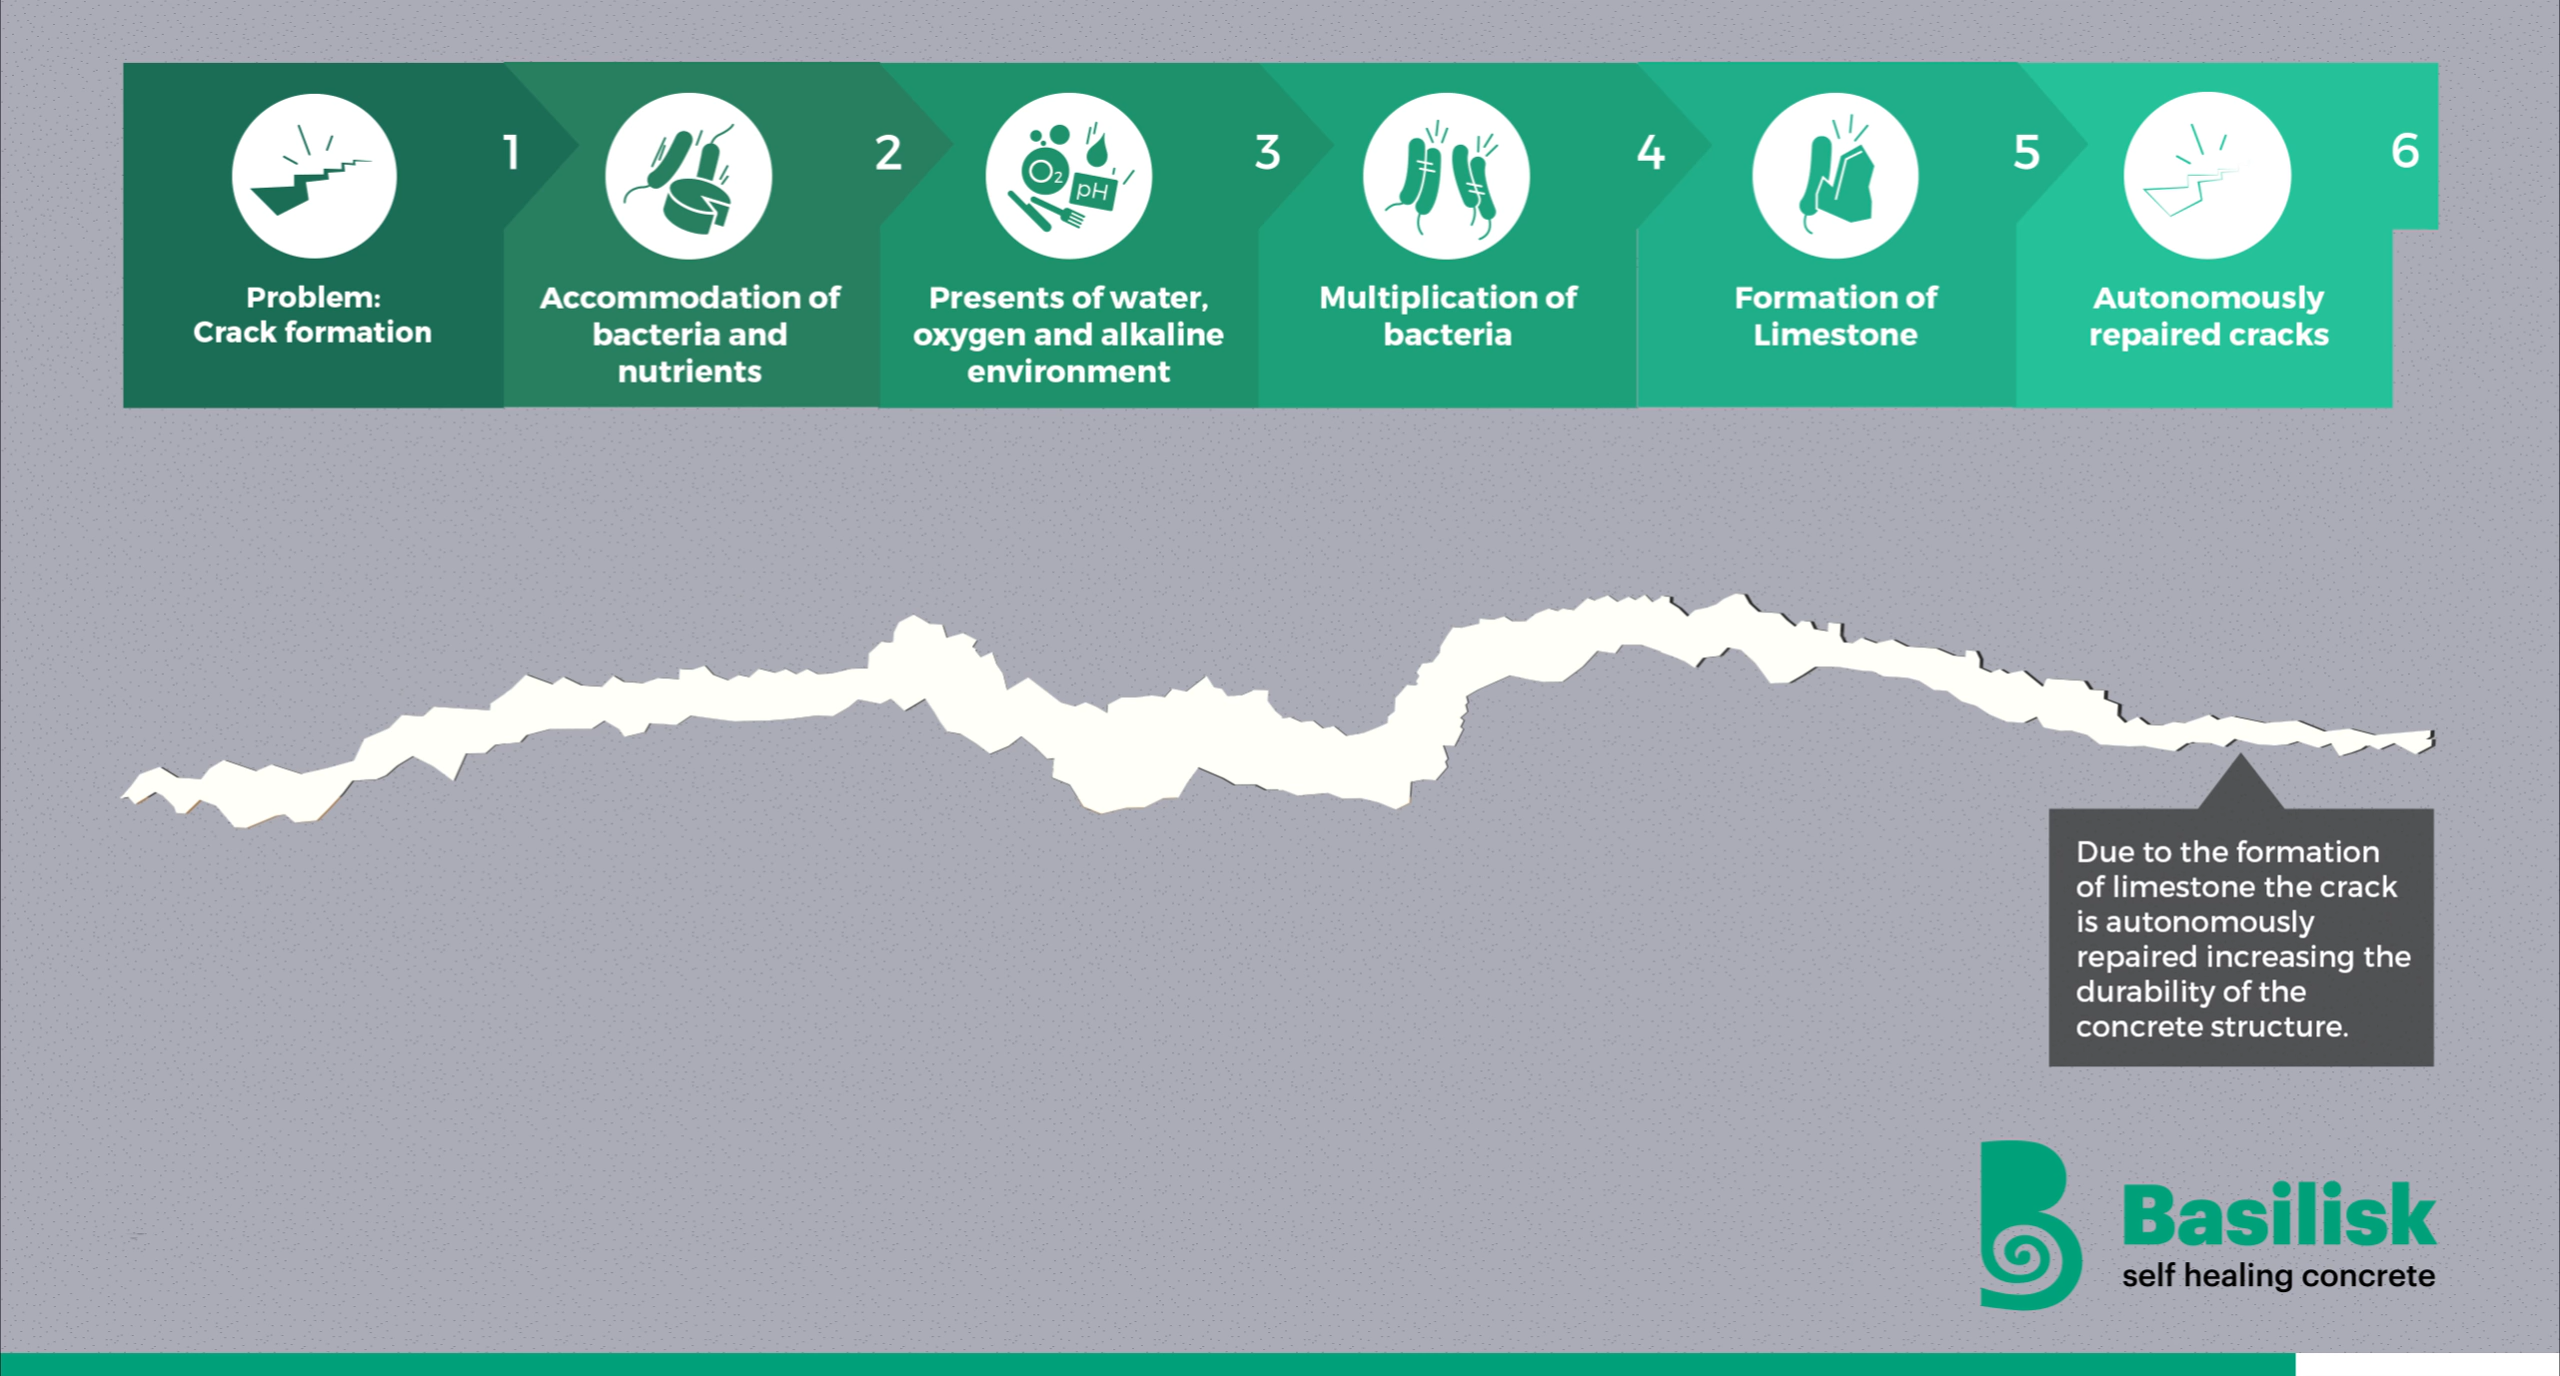 1
Problem:
Crack formation
2
Accommodation of
bacteria and
nutrients
3
O2
pH
Presents of water,
oxygen and alkaline
environment
4
Multiplication of
bacteria
5
Formation of
Limestone
6
Autonomously
repaired cracks
Due to the formation
of limestone the crack
is autonomously
repaired increasing the
durability of the
concrete structure.
Basilisk
self healing concrete